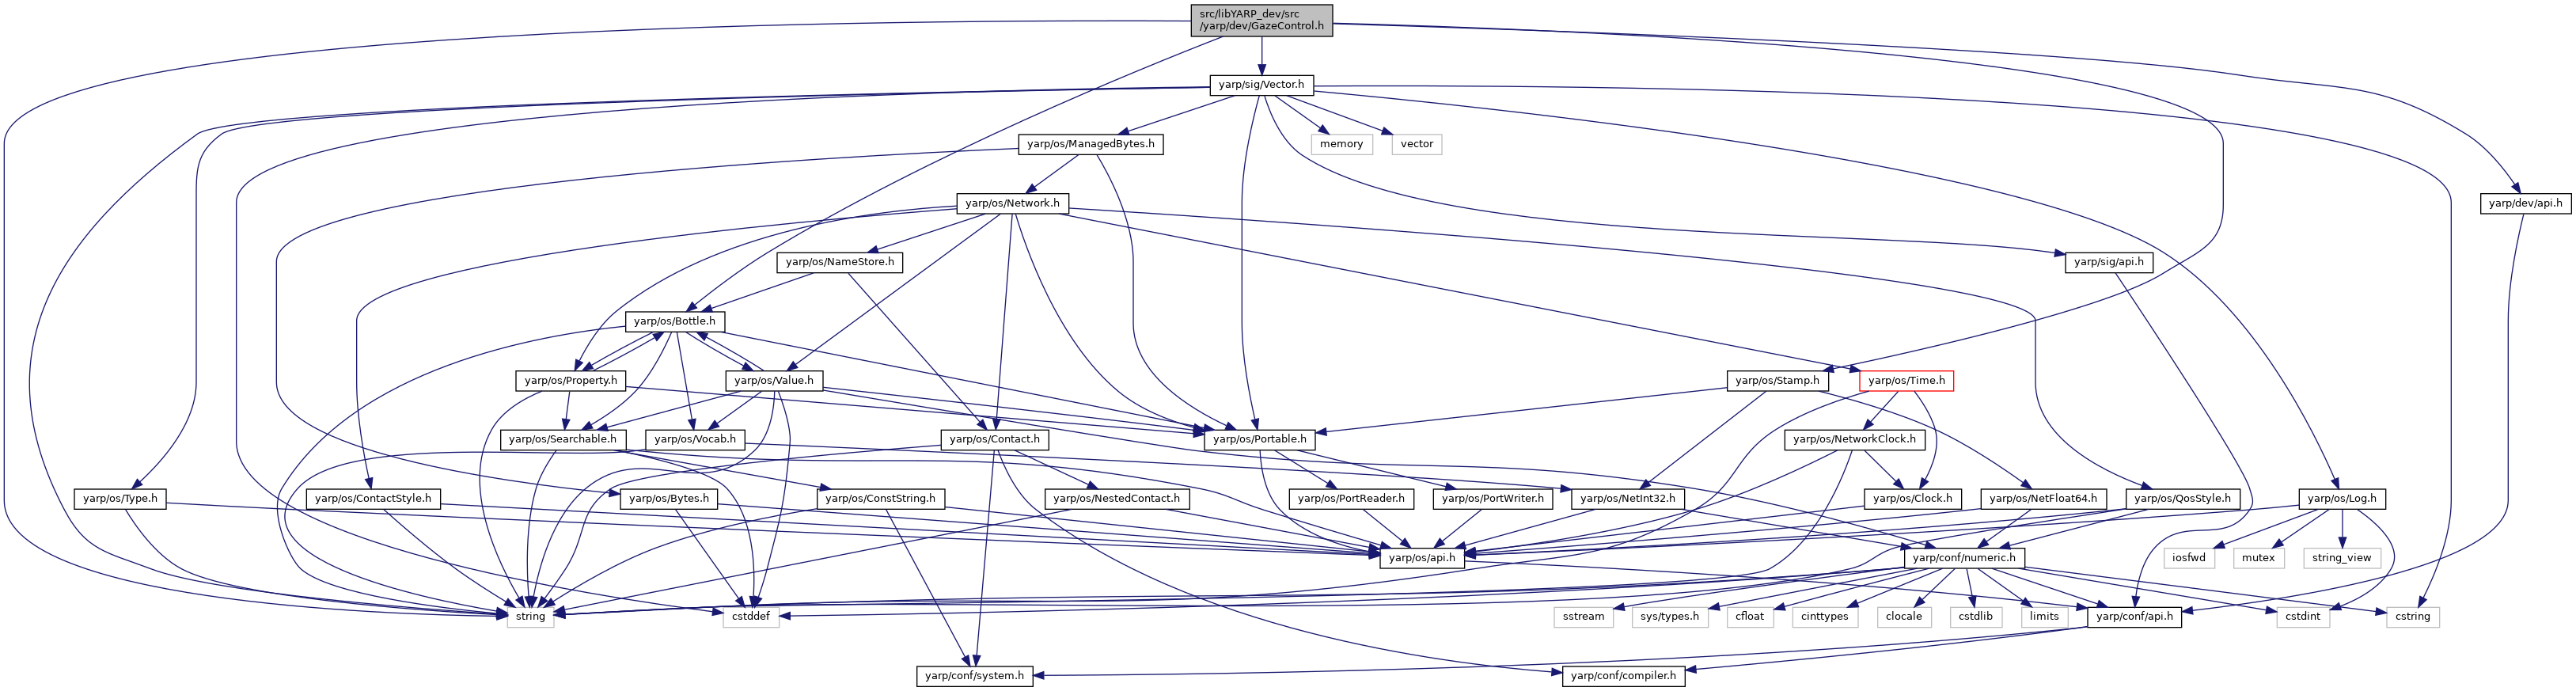 src/libYARP_dev/src
/yarp/dev/GazeControl.h
yarp/sig/Vector.h
yarp/os/ManagedBytes.h
memory
vector
yarp/os/Network.h
yarp/dev/api.h
yarp/os/NameStore.h
yarp/sig/api.h
yarp/os/Bottle.h
yarp/os/Property.h
yarp/os/Value.h
yarp/os/Stamp.h
yarp/os/Time.h
yarp/os/Searchable.h
yarp/os/Vocab.h
yarp/os/Contact.h
yarp/os/Portable.h
yarp/os/NetworkClock.h
yarp/os/Type.h
yarp/os/ContactStyle.h
yarp/os/Bytes.h
yarp/os/ConstString.h
yarp/os/NestedContact.h
yarp/os/PortReader.h
yarp/os/PortWriter.h
yarp/os/NetInt32.h
yarp/os/Clock.h
yarp/os/NetFloat64.h
yarp/os/QosStyle.h
yarp/os/Log.h
yarp/os/api.h
yarp/conf/numeric.h
iosfwd
mutex
string_view
string
cstddef
sstream
sys/types.h
cfloat
cinttypes
clocale
cstdlib
limits
yarp/conf/api.h
cstdint
cstring
yarp/conf/system.h
yarp/conf/compiler.h